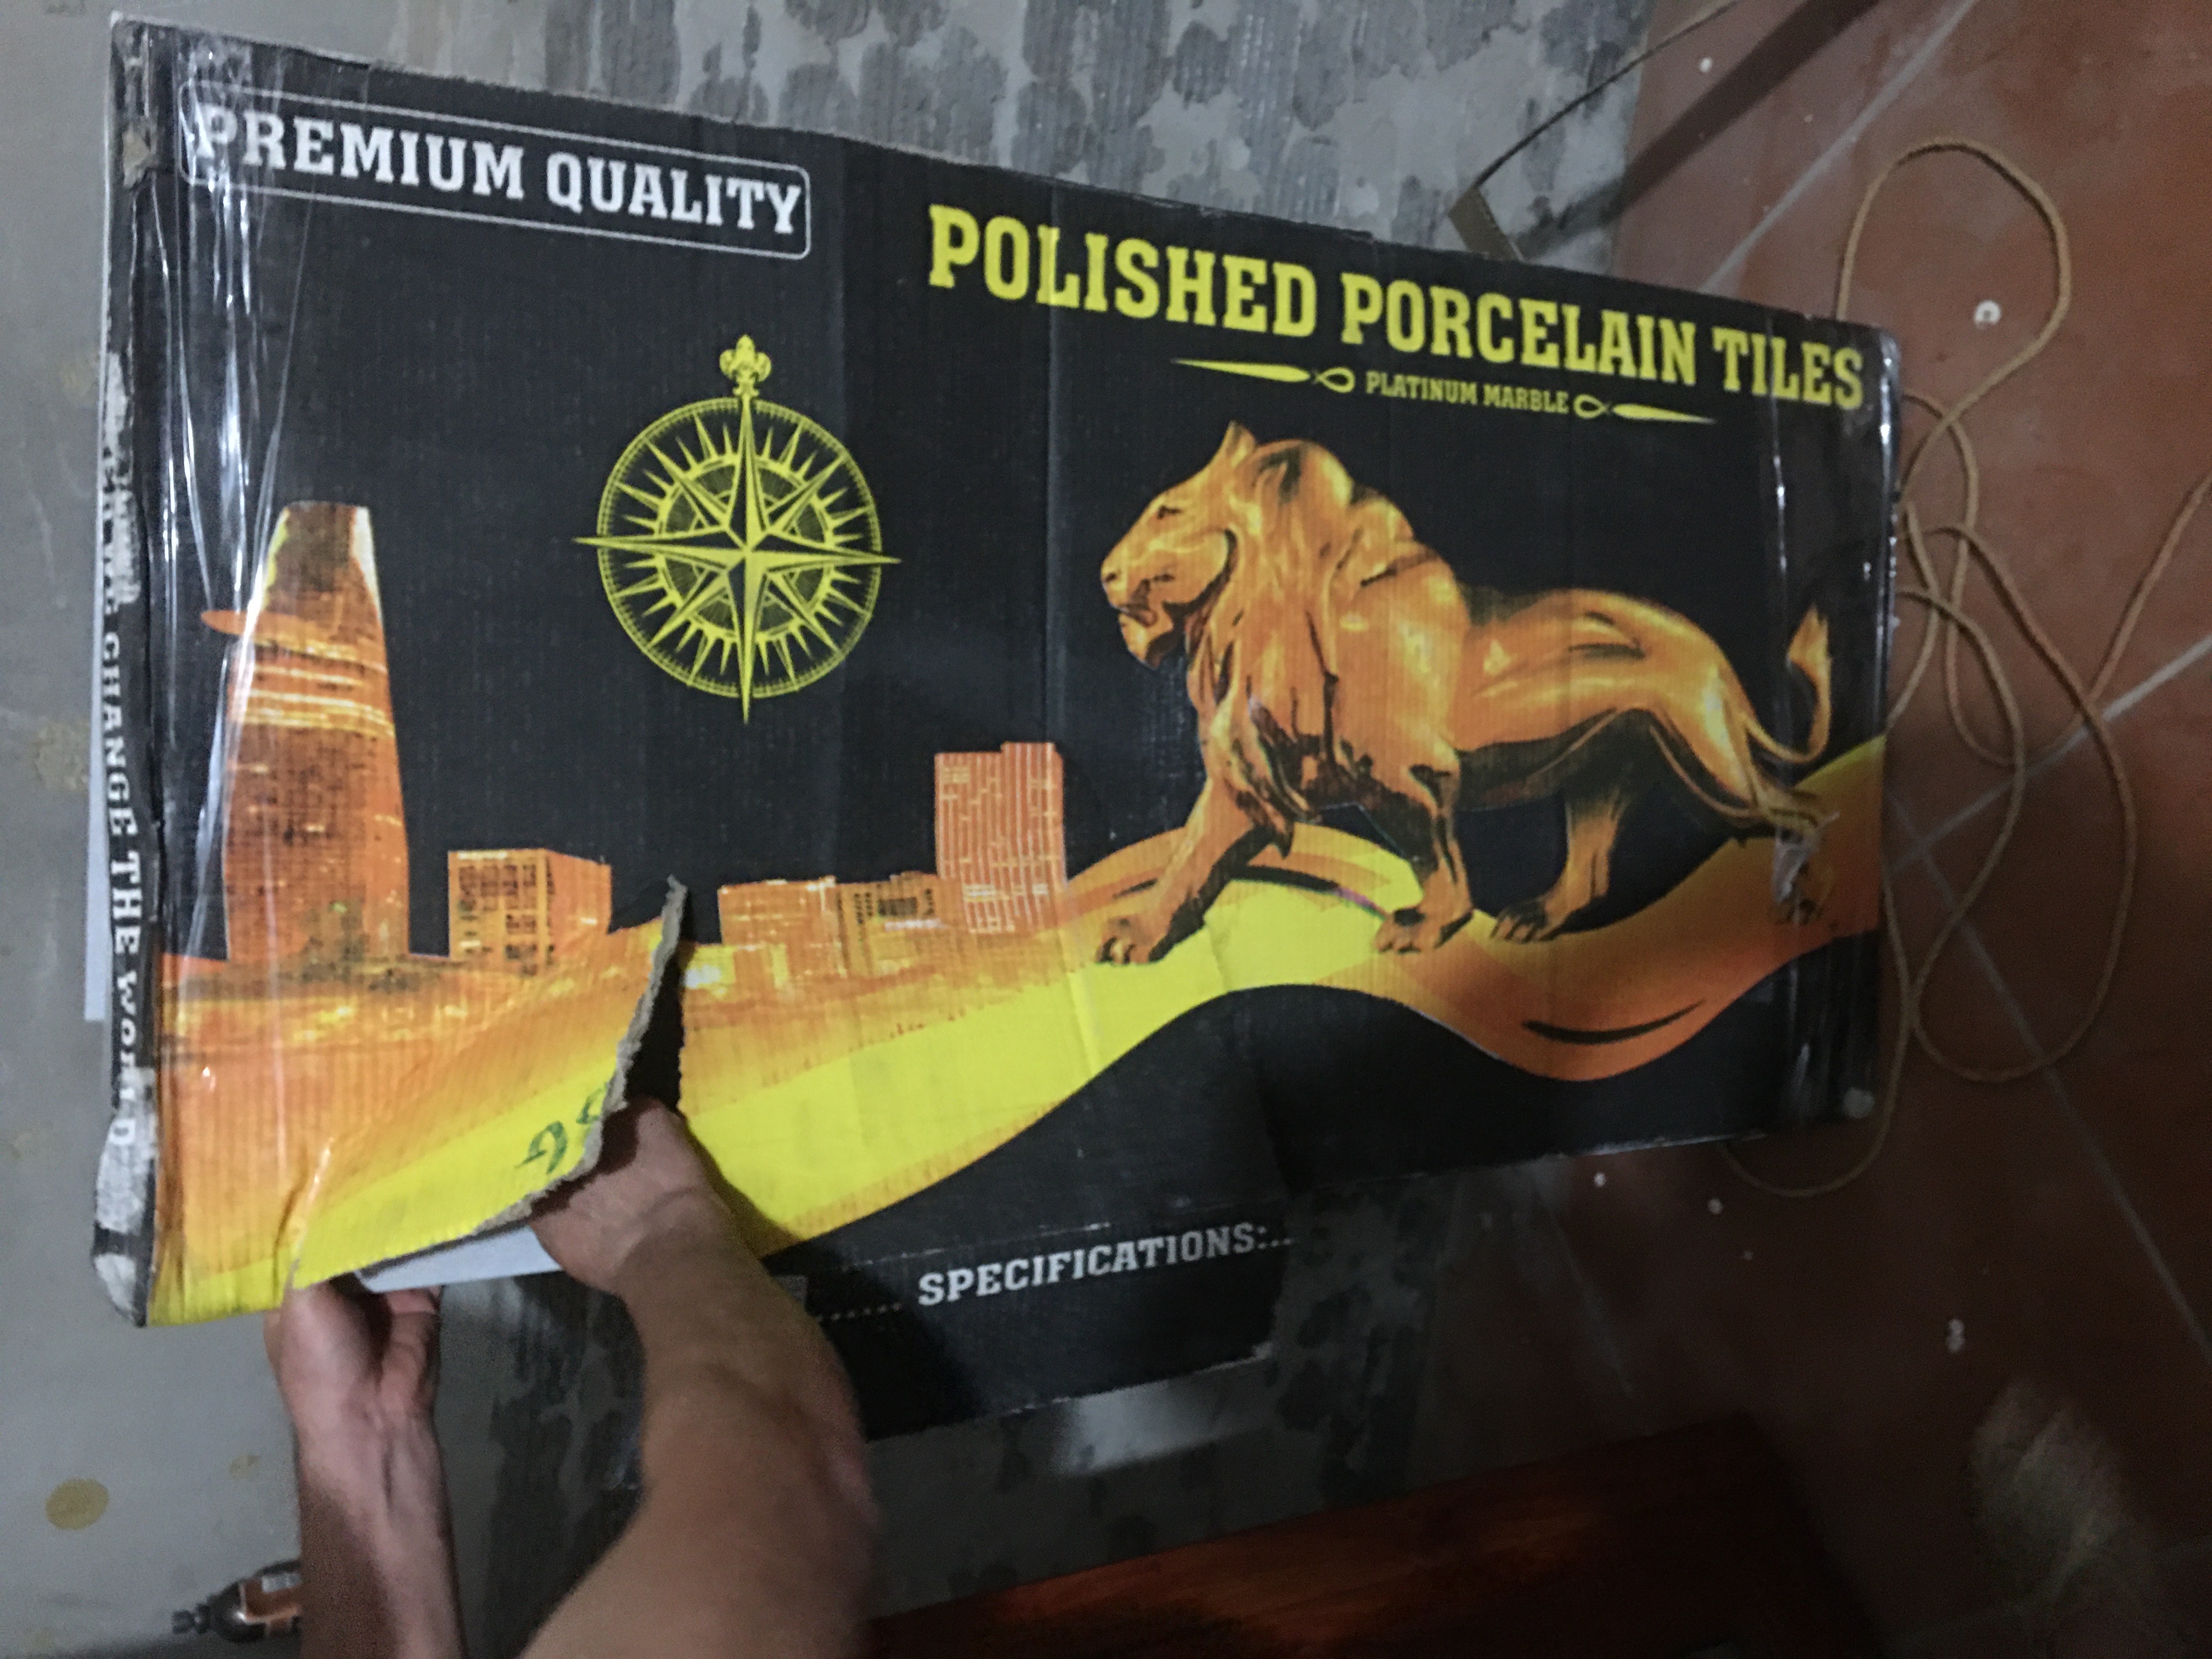 PREMIUM QUALITY
POLISHED PORCELAIN TILES
PLATINUM MARBLE
CHANGE THE WORLD
...... SPECIFICATIONS:..